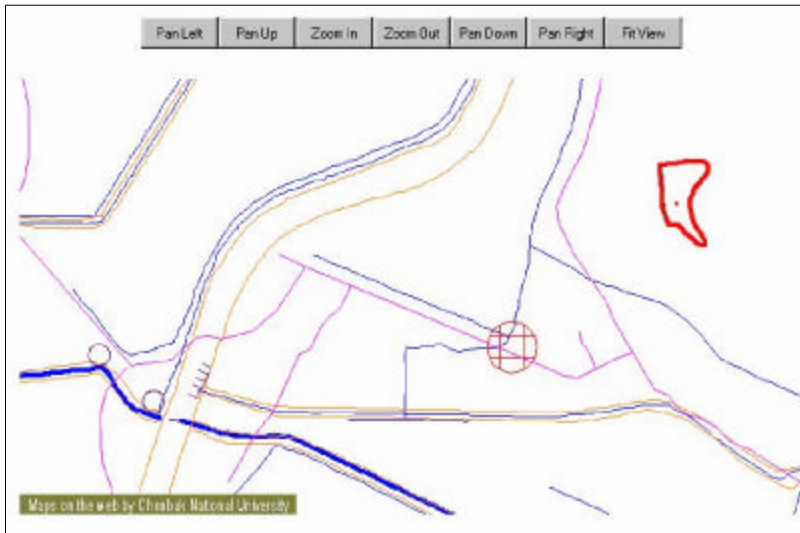 Pan Left Pan Up Zoom In Zoom Out Pan Down Pan Right Fit View
Maps on the web by Chonbuk National University